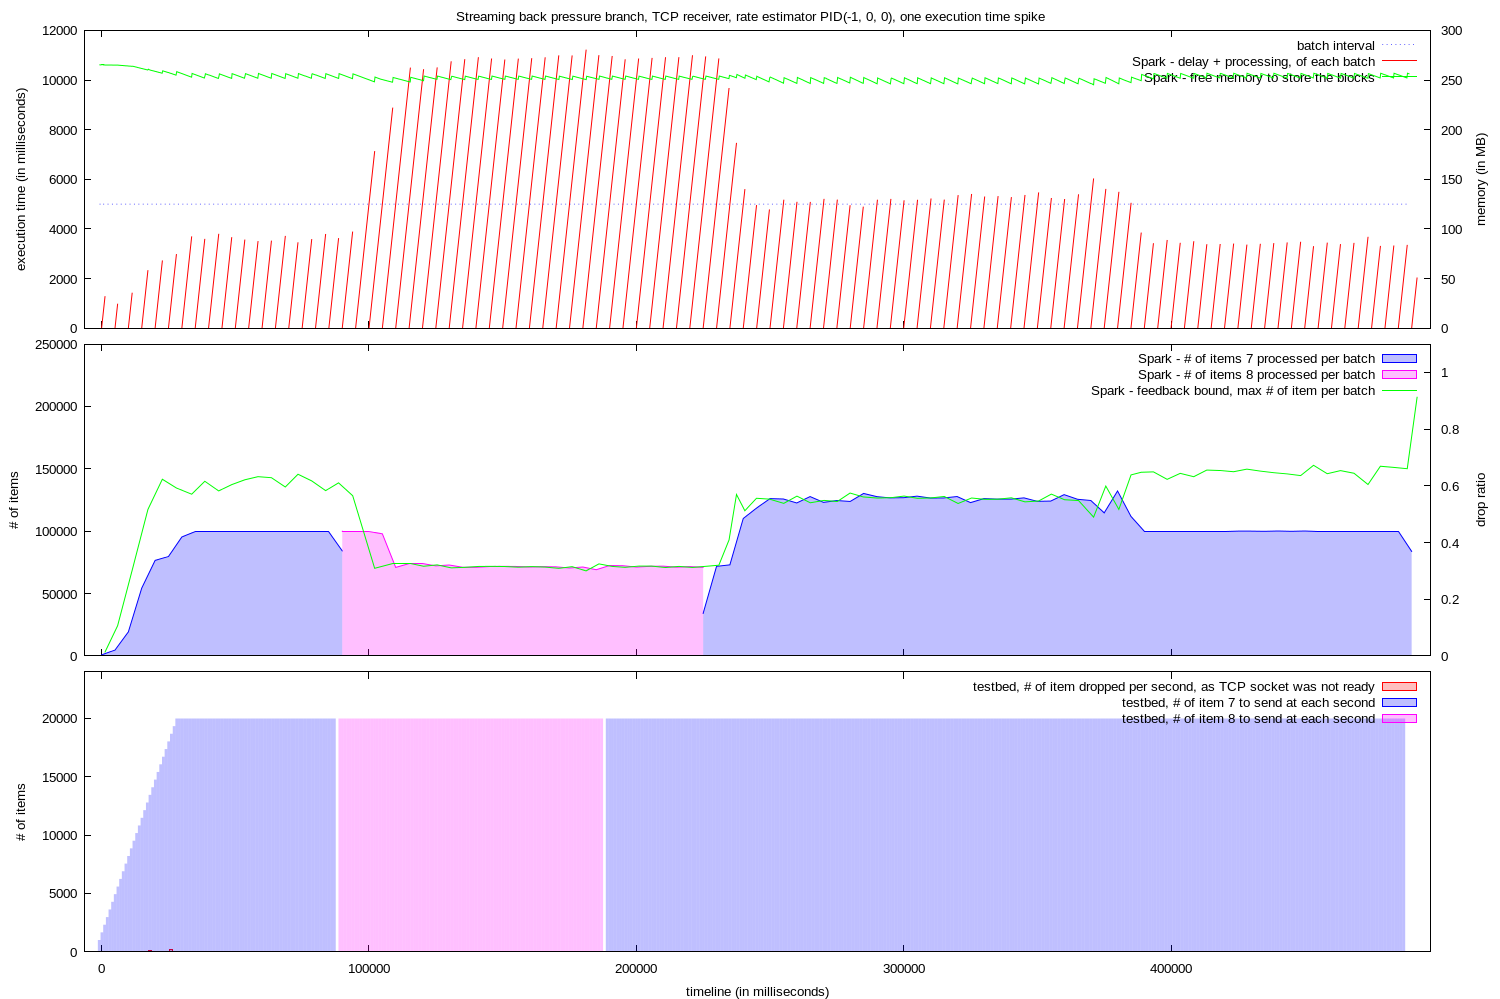 Streaming back pressure branch, TCP receiver, rate estimator PID(-1, 0, 0), one execution time spike
12000
10000
8000
6000
4000
2000
0
execution time (in milliseconds)
batch interval
Spark - delay + processing, of each batch
Spark - free memory to store the blocks
300
250
200
150
100
50
0
memory (in MB)
250000
200000
150000
100000
50000
0
# of items
Spark - # of items 7 processed per batch
Spark - # of items 8 processed per batch
Spark - feedback bound, max # of item per batch
1
0.8
0.6
0.4
0.2
0
drop ratio
20000
15000
10000
5000
0
# of items
testbed, # of item dropped per second, as TCP socket was not ready
testbed, # of item 7 to send at each second
testbed, # of item 8 to send at each second
0 100000 200000 300000 400000
timeline (in milliseconds)